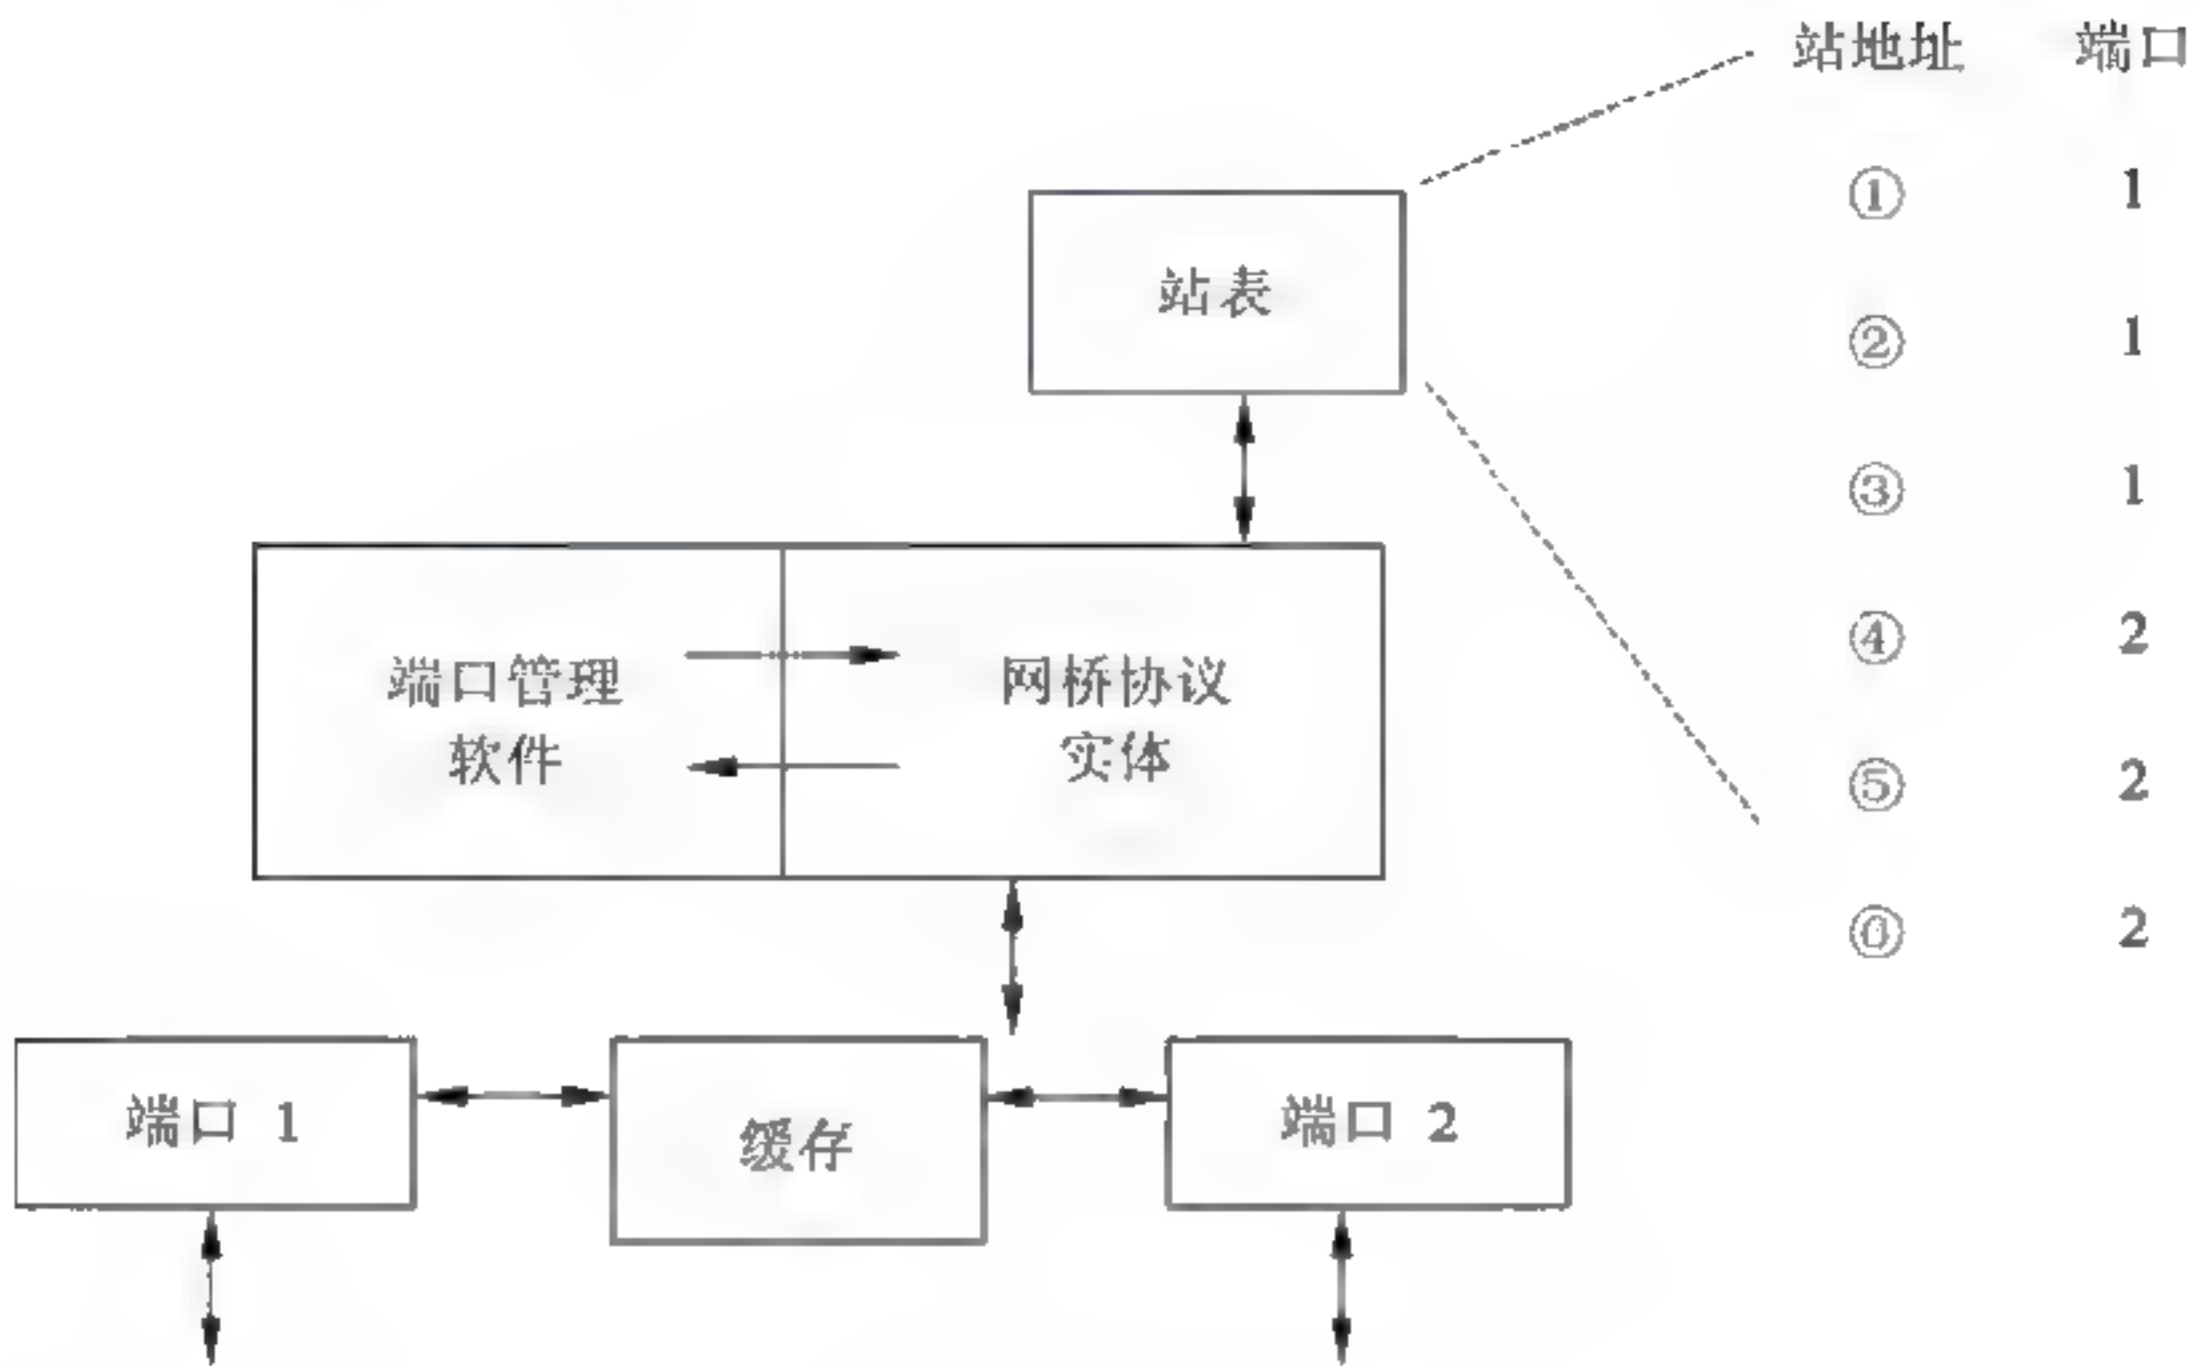 站地址 端口
① 1
② 1
③ 1
④ 2
⑤ 2
⑥ 2
站表
端口管理
软件
网桥协议
实体
端口 1
缓存
端口 2